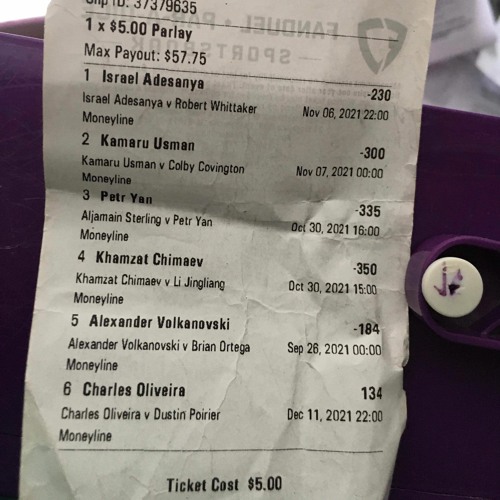 Slip ID: 37379635
1 x $5.00 Parlay
Max Payout: $57.75
FANDUEL
SPORTSBOOK
1 Israel Adesanya -230
Israel Adesanya v Robert Whittaker Nov 06, 2021 22:00
Moneyline
2 Kamaru Usman -300
Kamaru Usman v Colby Covington Nov 07, 2021 00:00
Moneyline
3 Petr Yan -335
Aljamain Sterling v Petr Yan Oct 30, 2021 16:00
Moneyline
4 Khamzat Chimaev -350
Khamzat Chimaev v Li Jingliang Oct 30, 2021 15:00
Moneyline
5 Alexander Volkanovski -184
Alexander Volkanovski v Brian Ortega Sep 26, 2021 00:00
Moneyline
6 Charles Oliveira 134
Charles Oliveira v Dustin Poirier Dec 11, 2021 22:00
Moneyline
Ticket Cost $5.00